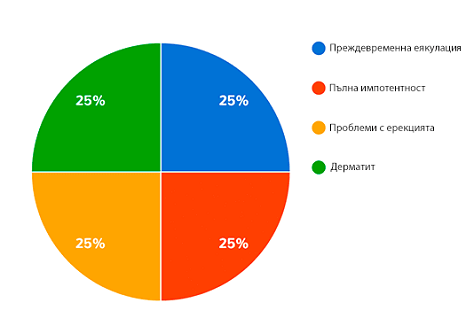 25%
25%
25%
25%
Преждевременна еякулация
Пълна импотентност
Проблеми с ерекцията
Дерматит